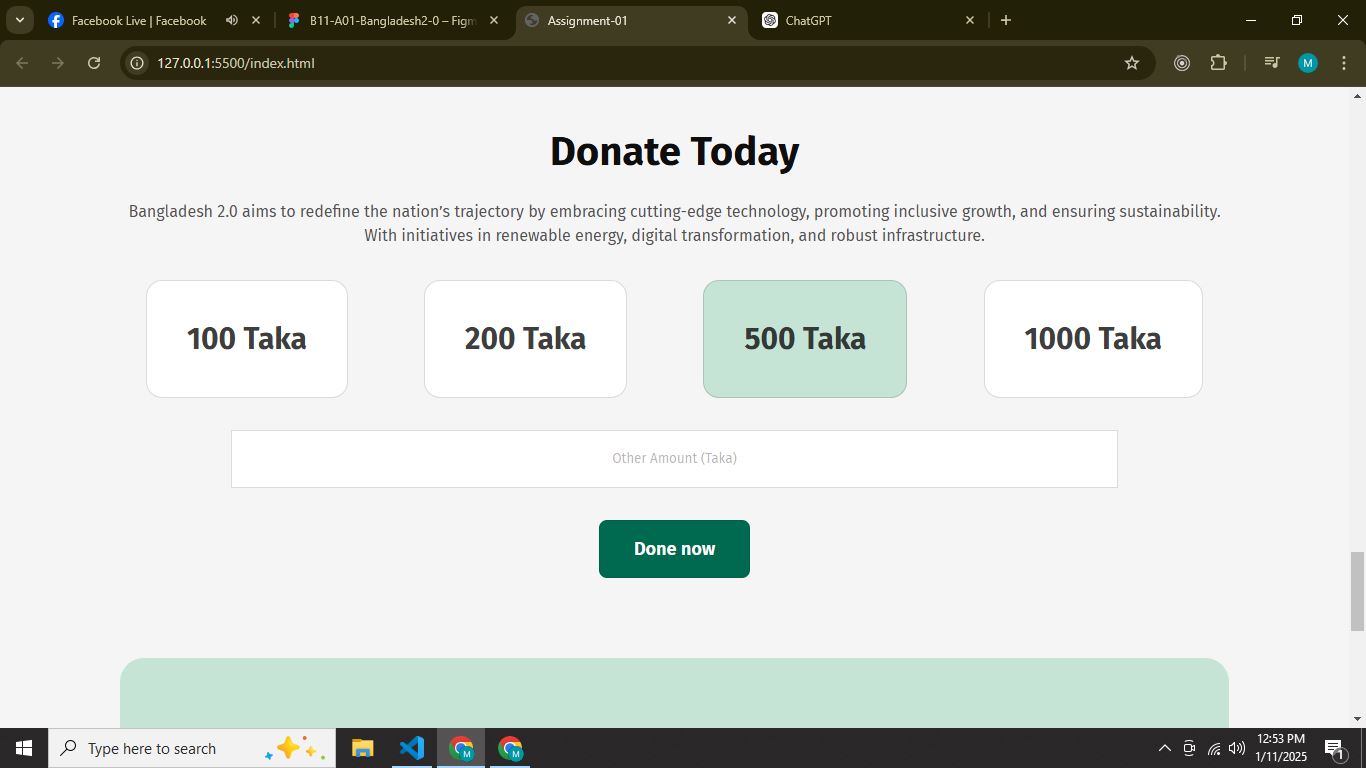 Facebook Live | Facebook
B11-A01-Bangladesh2-0 – Figm
Assignment-01
ChatGPT
127.0.0.1:5500/index.html
M
Donate Today
Bangladesh 2.0 aims to redefine the nation’s trajectory by embracing cutting-edge technology, promoting inclusive growth, and ensuring sustainability.
With initiatives in renewable energy, digital transformation, and robust infrastructure.
100 Taka
200 Taka
500 Taka
1000 Taka
Other Amount (Taka)
Done now
Type here to search
M
M
12:53 PM
1/11/2025
1